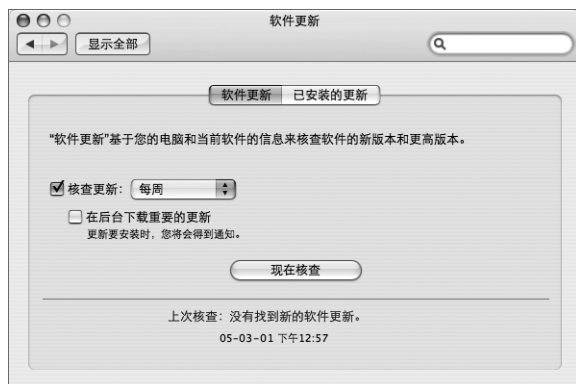 软件更新
显示全部
软件更新 已安装的更新
“软件更新”基于您的电脑和当前软件的信息来核查软件的新版本和更高版本。
核查更新： 每周
在后台下载重要的更新
更新要安装时，您将会得到通知。
现在核查
上次核查：没有找到新的软件更新。
05-03-01 下午12:57